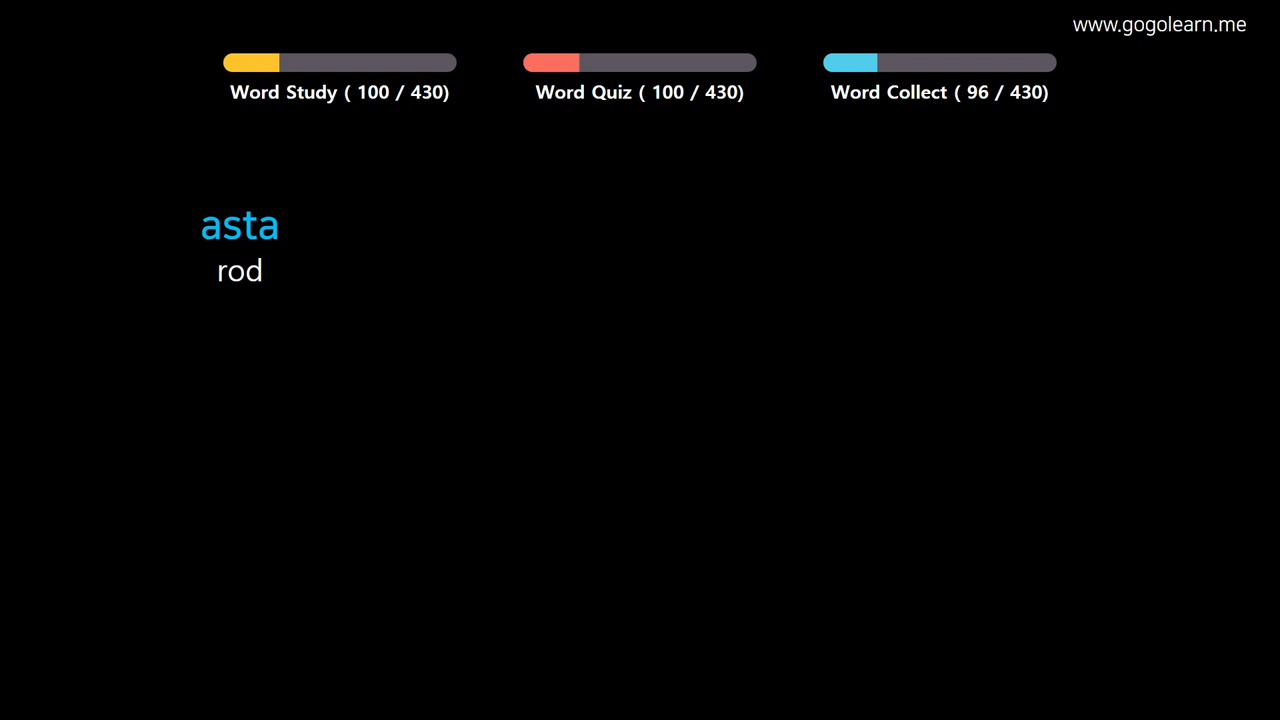 www.gogolearn.me
Word Study ( 100 / 430)
Word Quiz ( 100 / 430)
Word Collect ( 96 / 430)
asta
rod